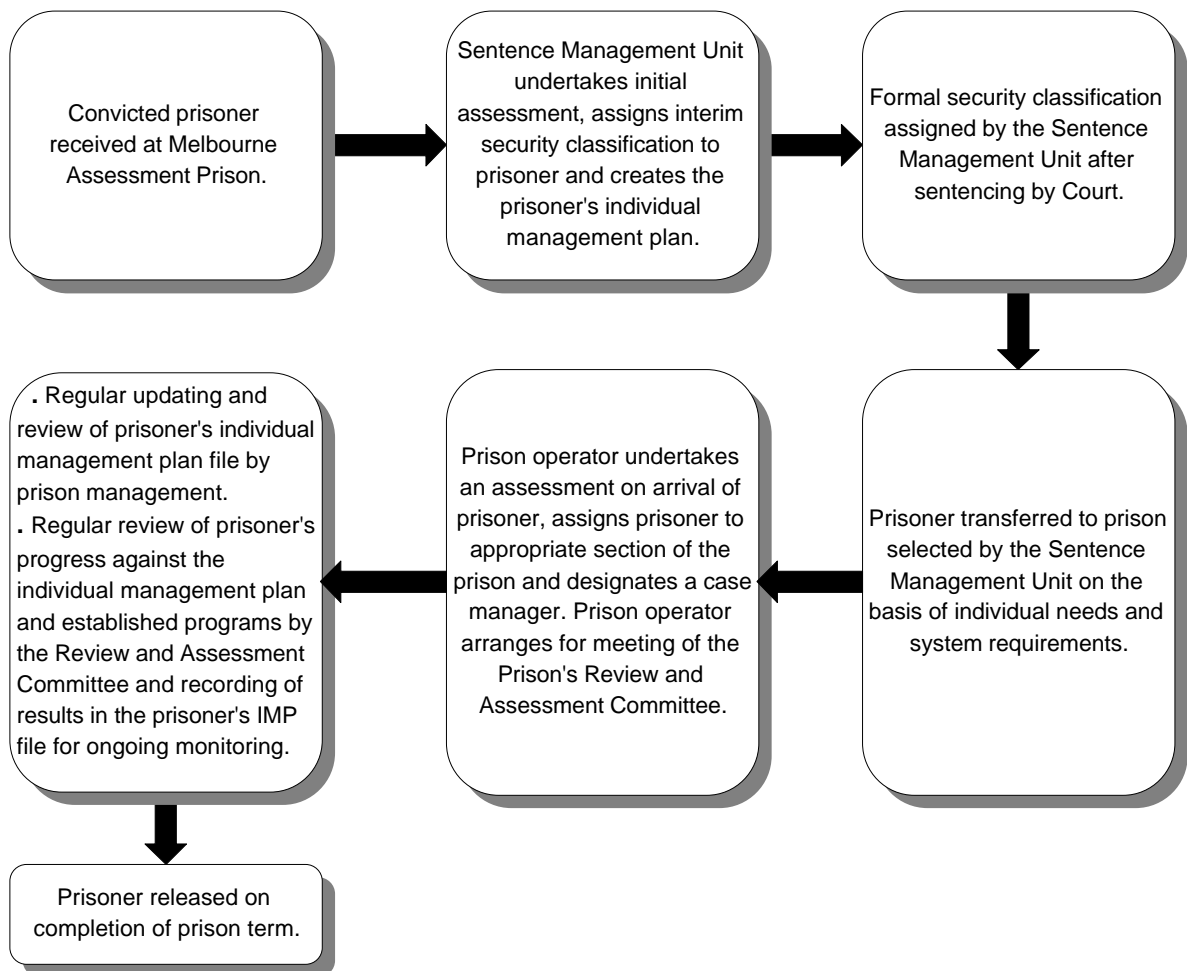 Convicted prisoner
received at Melbourne
Assessment Prison.
Sentence Management Unit
undertakes initial
assessment, assigns interim
security classification to
prisoner and creates the
prisoner's individual
management plan.
Formal security classification
assigned by the Sentence
Management Unit after
sentencing by Court.
Prisoner transferred to prison
selected by the Sentence
Management Unit on the
basis of individual needs and
system requirements.
Prison operator undertakes
an assessment on arrival of
prisoner, assigns prisoner to
appropriate section of the
prison and designates a case
manager. Prison operator
arranges for meeting of the
Prison's Review and
Assessment Committee.
. Regular updating and
review of prisoner's individual
management plan file by
prison management.
. Regular review of prisoner's
progress against the
individual management plan
and established programs by
the Review and Assessment
Committee and recording of
results in the prisoner's IMP
file for ongoing monitoring.
Prisoner released on
completion of prison term.